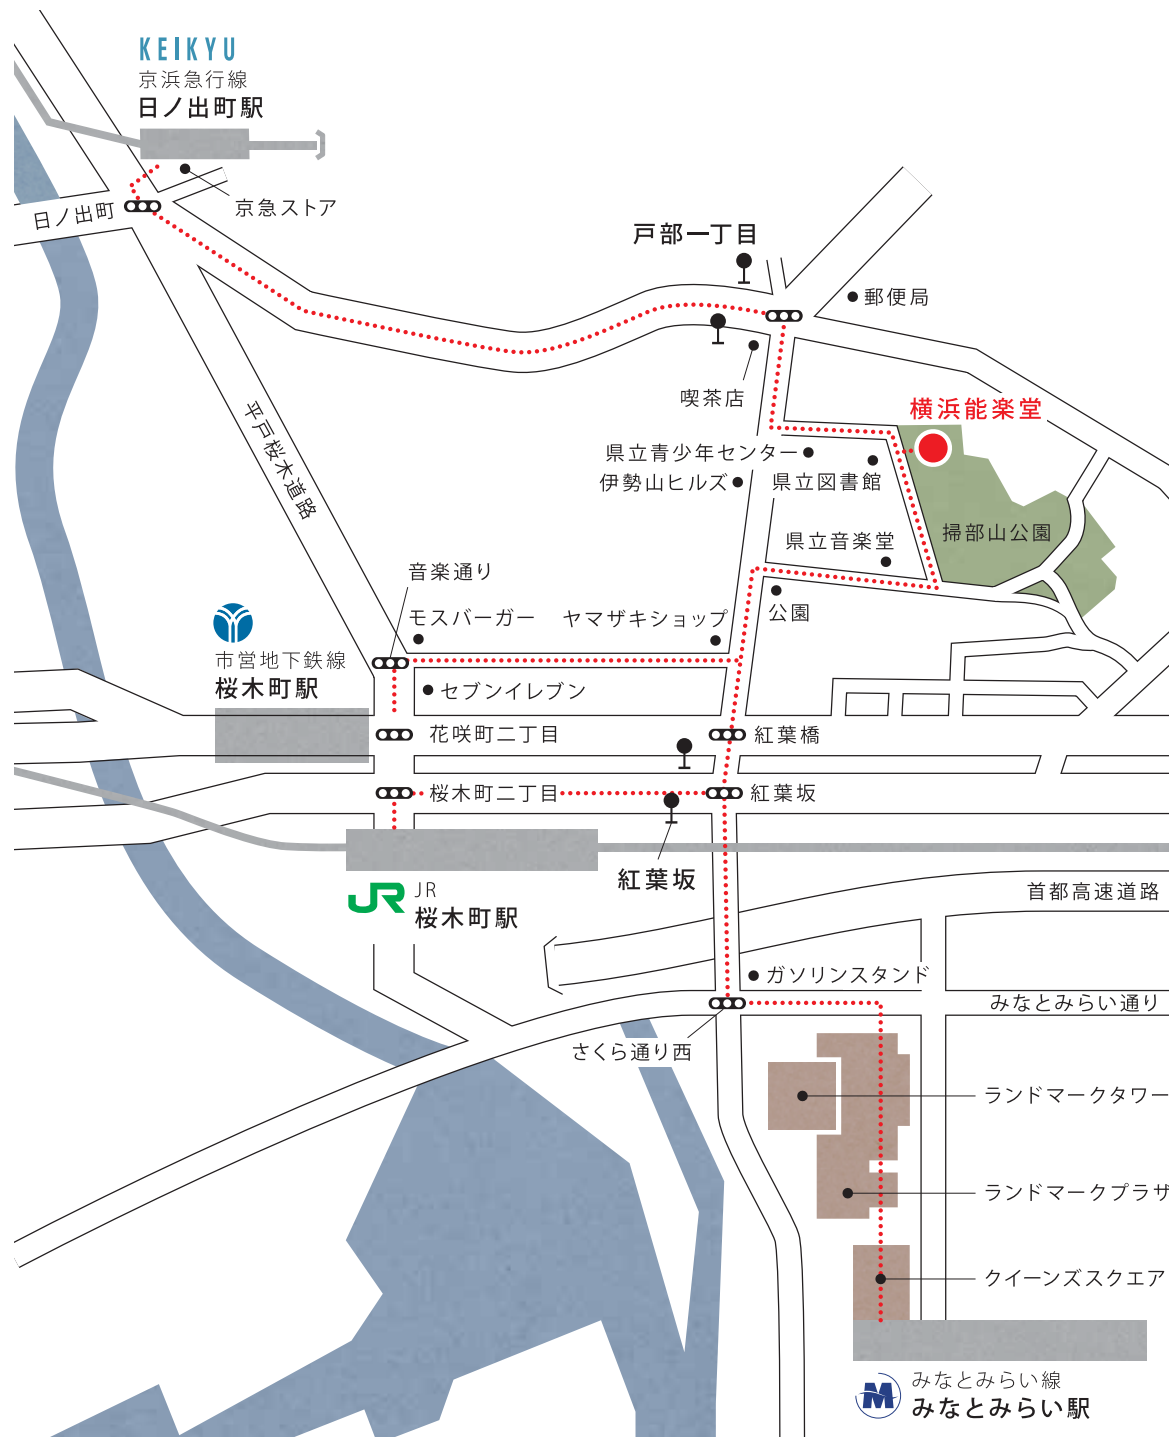 KEIKYU
京浜急行線
日ノ出町駅
京急ストア
日ノ出町
戸部一丁目
郵便局
喫茶店
横浜能楽堂
平戸桜木道路
県立青少年センター
伊勢山ヒルズ
県立図書館
掃部山公園
県立音楽堂
音楽通り
公園
モスバーガー
ヤマザキショップ
市営地下鉄線
桜木町駅
セブンイレブン
花咲町二丁目
紅葉橋
桜木町二丁目
紅葉坂
紅葉坂
JR
JR
桜木町駅
首都高速道路
ガソリンスタンド
みなとみらい通り
さくら通り西
ランドマークタワー
ランドマークプラザ
クイーンズスクエア
M
みなとみらい線
みなとみらい駅